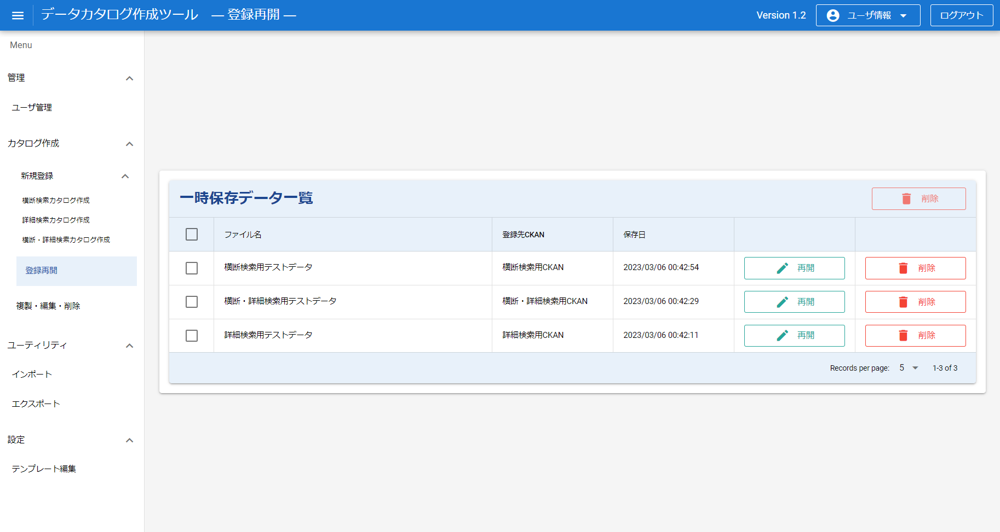 データカタログ作成ツール　― 登録再開 ―
Version 1.2
ユーザ情報
ログアウト
Menu
管理
ユーザ管理
カタログ作成
新規登録
横断検索カタログ作成
詳細検索カタログ作成
横断・詳細検索カタログ作成
登録再開
複製・編集・削除
ユーティリティ
インポート
エクスポート
設定
テンプレート編集
一時保存データ一覧
削除
ファイル名 登録先CKAN 保存日
横断検索用テストデータ 横断検索用CKAN 2023/03/06 00:42:54 再開 削除
横断・詳細検索用テストデータ 横断・詳細検索用CKAN 2023/03/06 00:42:29 再開 削除
詳細検索用テストデータ 詳細検索用CKAN 2023/03/06 00:42:11 再開 削除
Records per page: 5 1-3 of 3